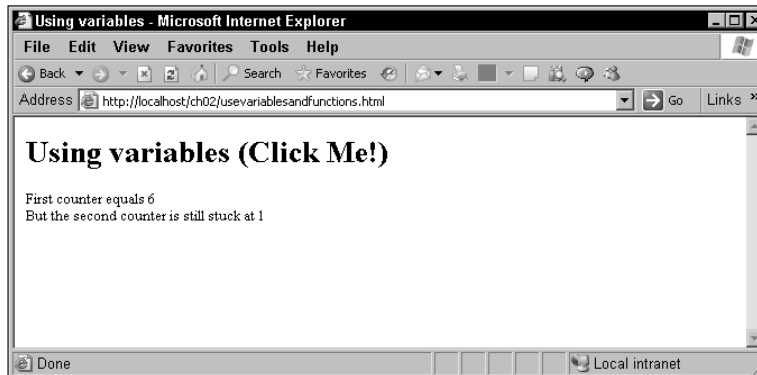 Using variables - Microsoft Internet Explorer
File Edit View Favorites Tools Help
Back Search Favorites
Address http://localhost/ch02/usevariablesandfunctions.html Go Links »
Using variables (Click Me!)
First counter equals 6
But the second counter is still stuck at 1
Done Local intranet